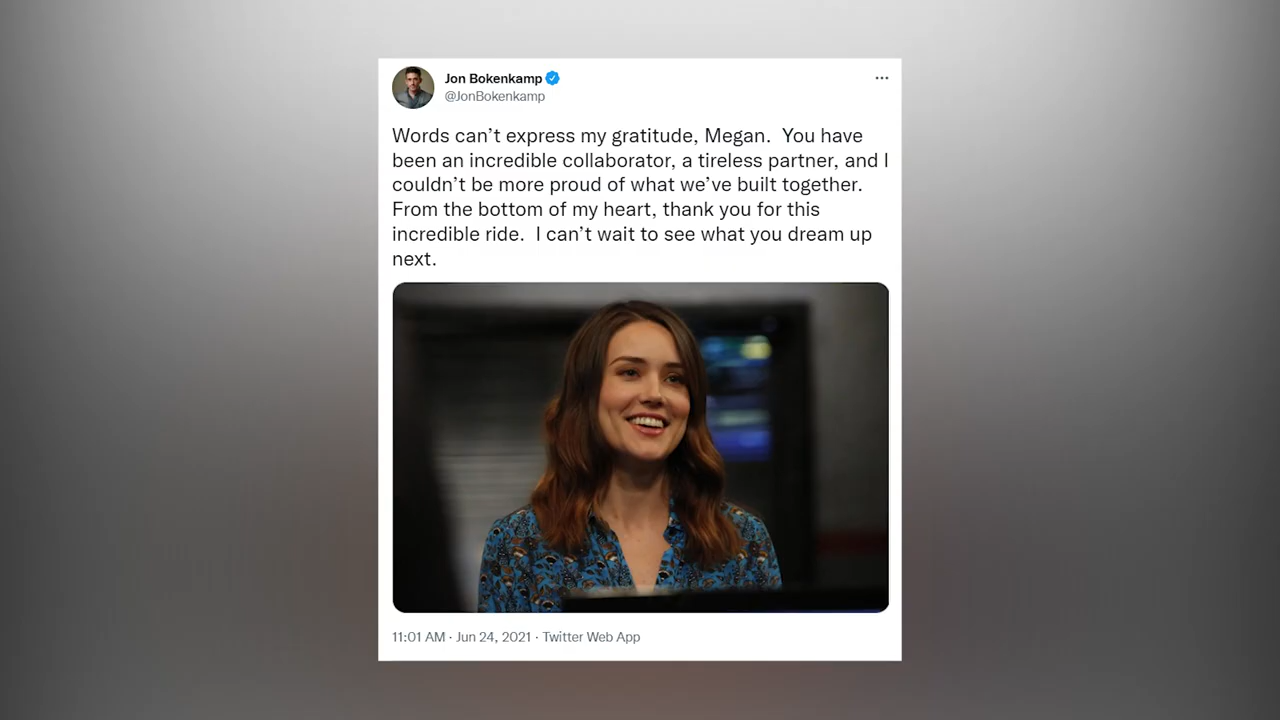 Jon Bokenkamp
@JonBokenkamp
Words can’t express my gratitude, Megan.  You have
been an incredible collaborator, a tireless partner, and I
couldn’t be more proud of what we’ve built together.
From the bottom of my heart, thank you for this
incredible ride.  I can’t wait to see what you dream up
next.
11:01 AM · Jun 24, 2021 · Twitter Web App